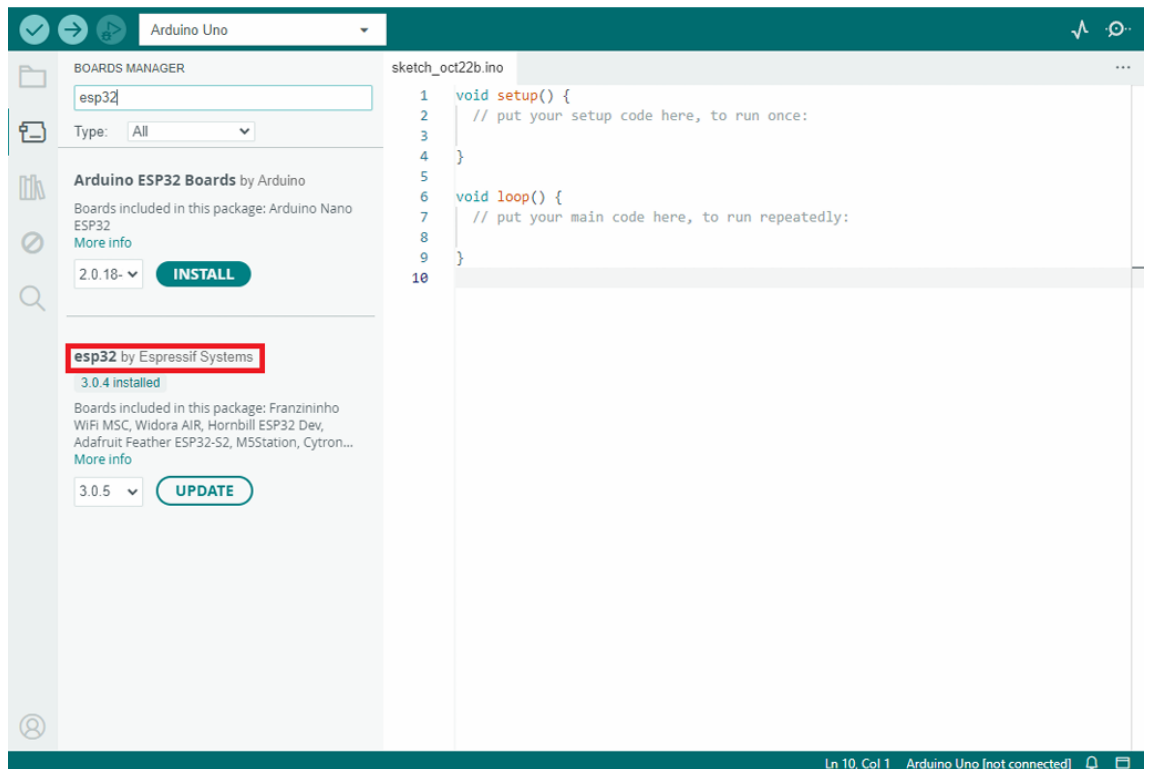 Arduino Uno
BOARDS MANAGER
esp32
Type: All
Arduino ESP32 Boards by Arduino
Boards included in this package: Arduino Nano
ESP32
More info
2.0.18-
INSTALL
esp32 by Espressif Systems
3.0.4 installed
Boards included in this package: Franzininho
WiFi MSC, Widora AIR, Hornbill ESP32 Dev,
Adafruit Feather ESP32-S2, M5Station, Cytron...
More info
3.0.5
UPDATE
sketch_oct22b.ino
...
1 void setup() {
2 // put your setup code here, to run once:
3
4 }
5
6 void loop() {
7 // put your main code here, to run repeatedly:
8
9 }
10
Ln 10, Col 1 Arduino Uno [not connected]